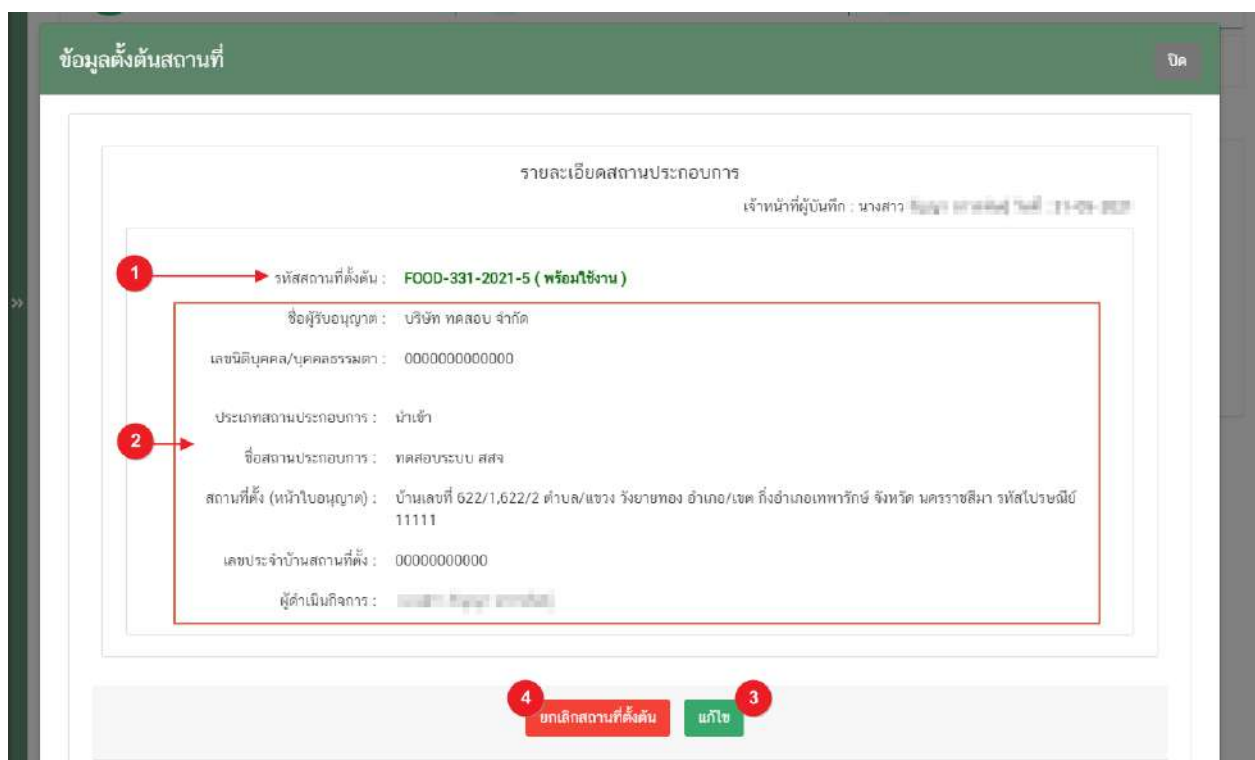 ข้อมูลตั้งต้นสถานที่
ปิด
รายละเอียดสถานประกอบการ
เจ้าหน้าที่ผู้บันทึก : นางสาว
1
รหัสสถานที่ตั้งต้น : FOOD-331-2021-5 ( พร้อมใช้งาน )
ชื่อผู้รับอนุญาต : บริษัท ทดสอบ จำกัด
เลขนิติบุคคล/บุคคลธรรมดา : 0000000000000
ประเภทสถานประกอบการ : นำเข้า
2
ชื่อสถานประกอบการ : ทดสอบระบบ สสจ
สถานที่ตั้ง (หน้าใบอนุญาต) : บ้านเลขที่ 622/1,622/2 ตำบล/แขวง วังยายทอง อำเภอ/เขต กิ่งอำเภอเทพารักษ์ จังหวัด นครราชสีมา รหัสไปรษณีย์
11111
เลขประจำบ้านสถานที่ตั้ง : 00000000000
ผู้ดำเนินกิจการ :
4
3
ยกเลิกสถานที่ตั้งต้น
แก้ไข
»